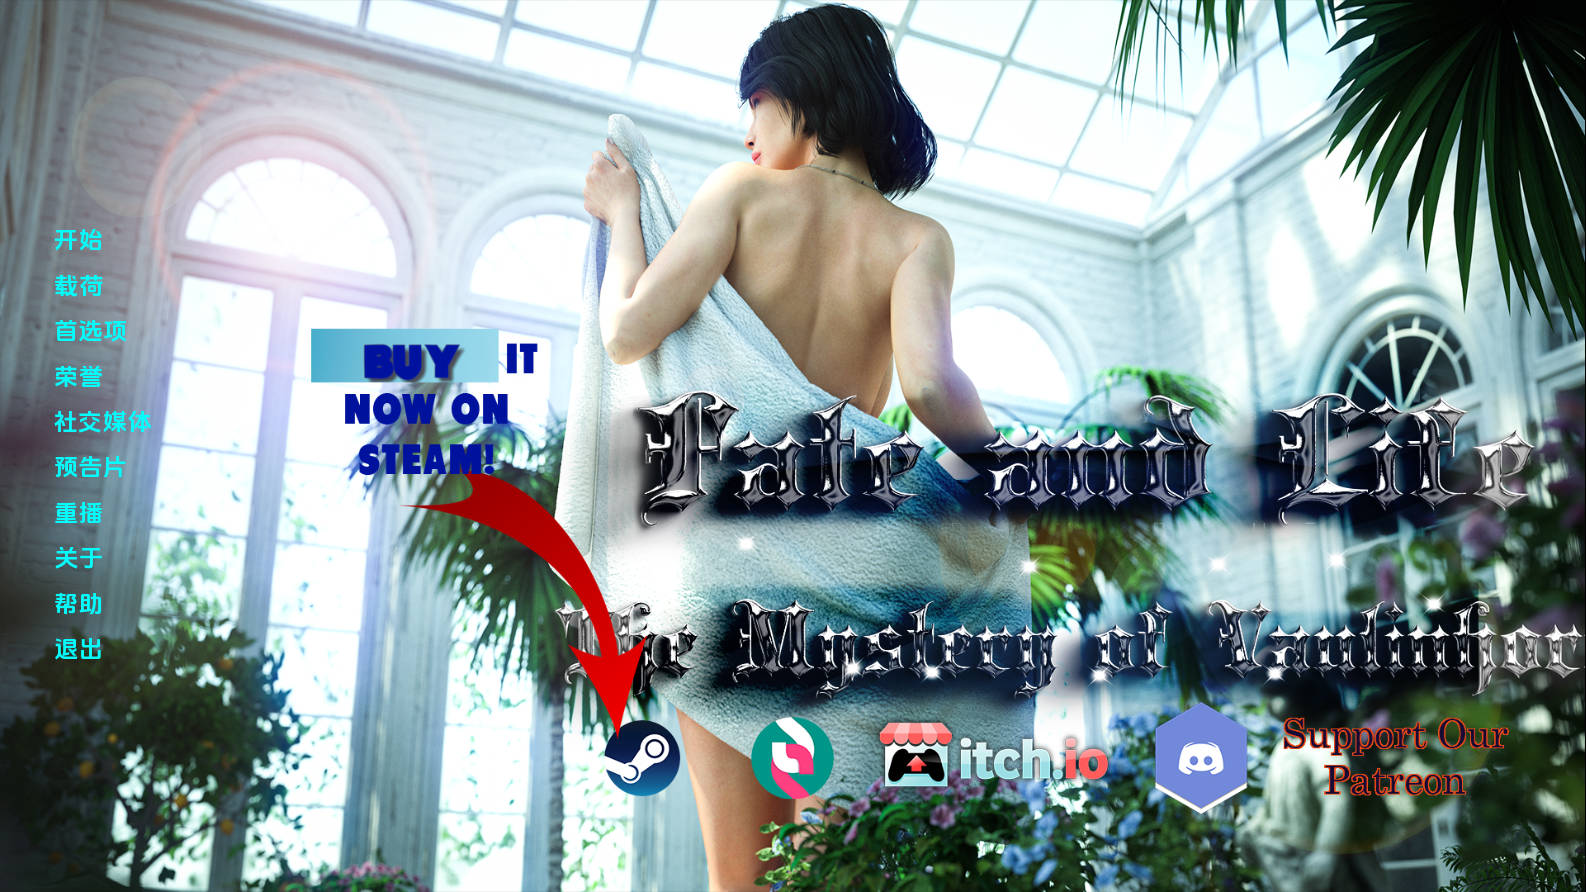 开始
载荷
首选项
荣誉
社交媒体
预告片
重播
关于
帮助
退出
BUY IT
NOW ON
STEAM!
Fate and Life
The Mystery of Vaulinhor
itch.io
Support Our
Patreon